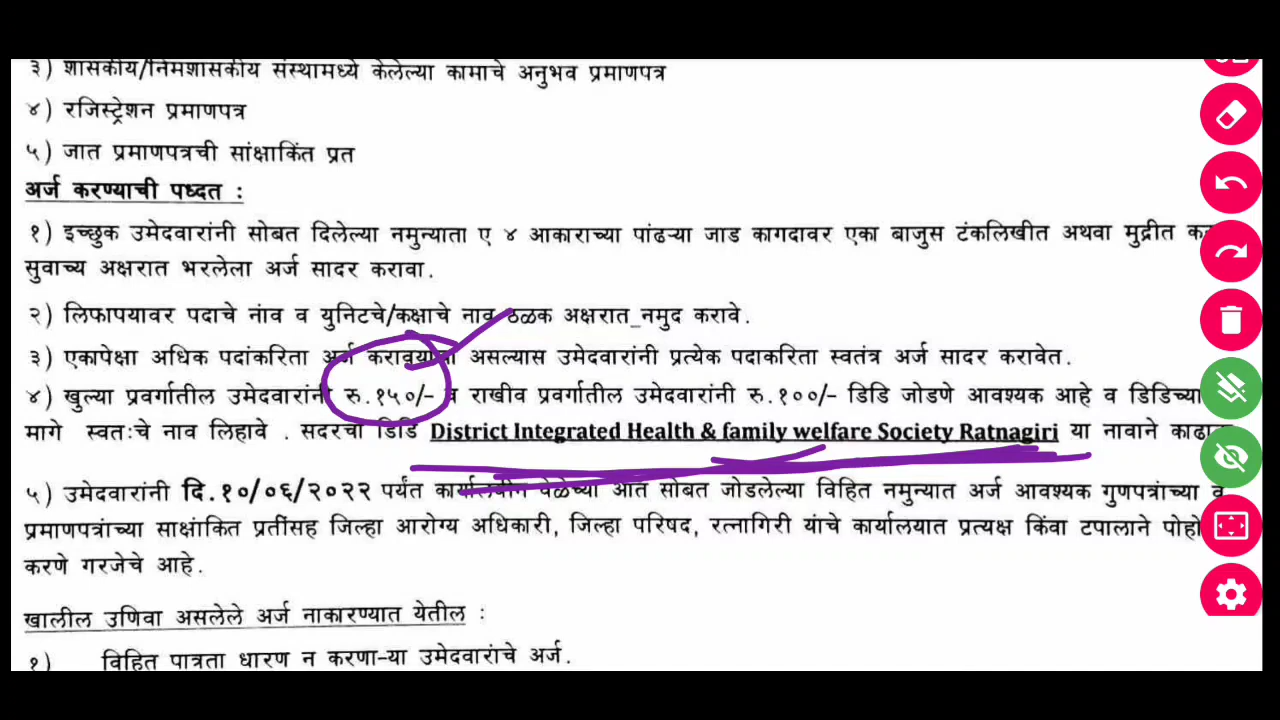 ३) शासकीय/निमशासकीय संस्थामध्ये केलेल्या कामाचे अनुभव प्रमाणपत्र
४) रजिस्ट्रेशन प्रमाणपत्र
५) जात प्रमाणपत्रची सांक्षाकिंत प्रत
अर्ज करण्याची पध्दत :
१) इच्छुक उमेदवारांनी सोबत दिलेल्या नमुन्याता ए ४ आकाराच्या पांढऱ्या जाड कागदावर एका बाजुस टंकलिखीत अथवा मुद्रीत
सुवाच्य अक्षरात भरलेला अर्ज सादर करावा.
२) लिफापयावर पदाचे नांव व युनिटचे/कक्षाचे नाव ठळक अक्षरात_नमुद करावे.
३) एकापेक्षा अधिक पदांकरिता अर्ज असल्यास उमेदवारांनी प्रत्येक पदाकरिता स्वतंत्र अर्ज सादर करावेत.
४) खुल्या प्रवर्गातील उमेदवारांनी रु.१५०/- व राखीव प्रवर्गातील उमेदवारांनी रु.१००/- डिडि जोडणे आवश्यक आहे व डिडिच्या
मागे स्वतःचे नाव लिहावे . सदरचा डिडि District Integrated Health & family welfare Society Ratnagiri या नावाने
५) उमेदवारांनी दि.१०/०६/२०२२ पर्यंत कार्यालयीन वेळेच्या आत सोबत जोडलेल्या विहित नमुन्यात अर्ज आवश्यक गुणपत्रांच्या व
प्रमाणपत्रांच्या साक्षांकित प्रतींसह जिल्हा आरोग्य अधिकारी, जिल्हा परिषद, रत्नागिरी यांचे कार्यालयात प्रत्यक्ष किंवा टपालाने
करणे गरजेचे आहे.
खालील उणिवा असलेले अर्ज नाकारण्यात येतील :
१) विहित पात्रता धारण न करणा-या उमेदवारांचे अर्ज.